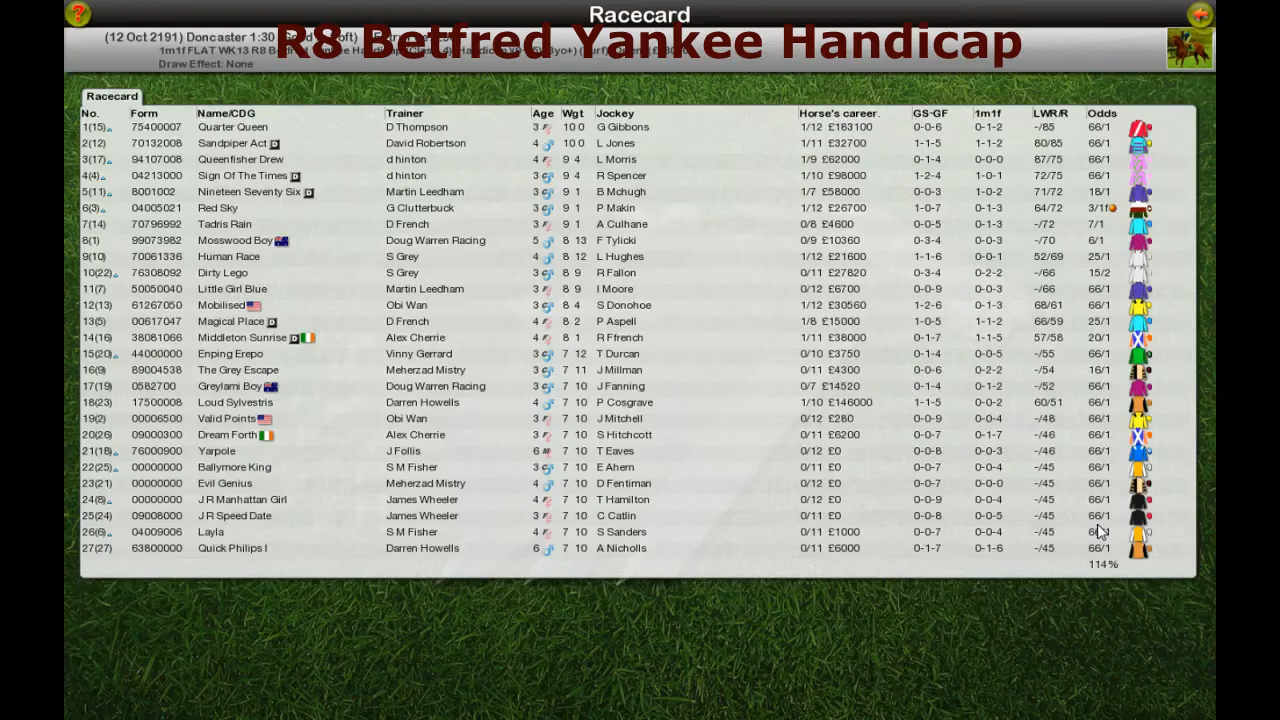 Racecard
R8 Betfred Yankee Handicap
(12 Oct 2191) Doncaster 1:30
1m1f FLAT WK13 R8
Draw Effect: None
Racecard
No. Form Name/CDG Trainer Age Wgt Jockey Horse's career. GS-GF 1m1f LWR/R Odds
1(15) 75400007 Quarter Queen D Thompson 3 10 0 G Gibbons 1/12 £183100 0-0-6 0-1-2 -/85 66/1
2(12) 70132008 Sandpiper Act D David Robertson 4 10 0 L Jones 1/11 £32700 1-1-5 1-1-2 80/85 66/1
3(17) 94107008 Queenfisher Drew d hinton 4 9 4 L Morris 1/9 £62000 0-1-4 0-0-0 87/75 66/1
4(4) 04213000 Sign Of The Times D d hinton 4 9 4 R Spencer 1/10 £98000 1-2-4 1-0-1 72/75 66/1
5(11) 8001002 Nineteen Seventy Six D Martin Leedham 3 9 1 B Mchugh 1/7 £58000 0-0-3 1-0-2 71/72 18/1
6(3) 04005021 Red Sky G Clutterbuck 3 9 1 P Makin 1/12 £26700 1-0-7 0-1-3 64/72 3/1f
7(14) 70796992 Tadris Rain D French 3 9 1 A Culhane 0/8 £4600 0-0-5 0-1-3 -/72 7/1
8(1) 99073982 Mosswood Boy Doug Warren Racing 5 8 13 F Tylicki 0/9 £10360 0-3-4 0-0-3 -/70 6/1
9(10) 70061336 Human Race S Grey 4 8 12 L Hughes 1/12 £21600 1-1-6 0-0-1 52/69 25/1
10(22) 76308092 Dirty Lego S Grey 3 8 9 R Fallon 0/11 £27820 0-3-4 0-2-2 -/66 15/2
11(7) 50050040 Little Girl Blue Martin Leedham 3 8 9 I Moore 0/12 £6700 0-0-9 0-0-3 -/66 66/1
12(13) 61267050 Mobilised Obi Wan 3 8 4 S Donohoe 1/12 £30560 1-2-6 0-1-3 68/61 66/1
13(5) 00617047 Magical Place D D French 4 8 2 P Aspell 1/8 £15000 1-0-5 1-1-2 66/59 25/1
14(16) 38081066 Middleton Sunrise D Alex Cherrie 4 8 1 R Ffrench 1/11 £38000 0-1-7 1-1-5 57/58 20/1
15(20) 44000000 Enping Erepo Vinny Gerrard 3 7 12 T Durcan 0/10 £3750 0-1-4 0-0-5 -/55 66/1
16(9) 89004538 The Grey Escape Meherzad Mistry 3 7 11 J Millman 0/11 £4300 0-0-6 0-2-2 -/54 16/1
17(19) 0582700 Greylami Boy Doug Warren Racing 3 7 10 J Fanning 0/7 £14520 0-1-4 0-1-2 -/52 66/1
18(23) 17500008 Loud Sylvestris Darren Howells 4 7 10 P Cosgrave 1/10 £146000 1-1-5 0-0-2 60/51 66/1
19(2) 00006500 Valid Points Obi Wan 3 7 10 J Mitchell 0/12 £280 0-0-9 0-0-4 -/48 66/1
20(26) 09000300 Dream Forth Alex Cherrie 3 7 10 S Hitchcott 0/11 £6200 0-0-7 0-1-7 -/46 66/1
21(18) 76000900 Yarpole J Follis 6 7 10 T Eaves 0/12 £0 0-0-8 0-0-3 -/46 66/1
22(25) 00000000 Ballymore King S M Fisher 3 7 10 E Ahern 0/11 £0 0-0-7 0-0-4 -/45 66/1
23(21) 00000000 Evil Genius Meherzad Mistry 4 7 10 D Fentiman 0/12 £0 0-0-7 0-0-6 -/45 66/1
24(8) 00000000 J R Manhattan Girl James Wheeler 4 7 10 T Hamilton 0/12 £0 0-0-9 0-0-4 -/45 66/1
25(24) 09008000 J R Speed Date James Wheeler 3 7 10 C Catlin 0/11 £0 0-0-8 0-0-5 -/45 66/1
26(6) 04009006 Layla S M Fisher 4 7 10 S Sanders 0/11 £1000 0-0-7 0-0-4 -/45
27(27) 63800000 Quick Philips I Darren Howells 6 7 10 A Nicholls 0/11 £6000 0-1-7 0-1-6 -/45 66/1
114%